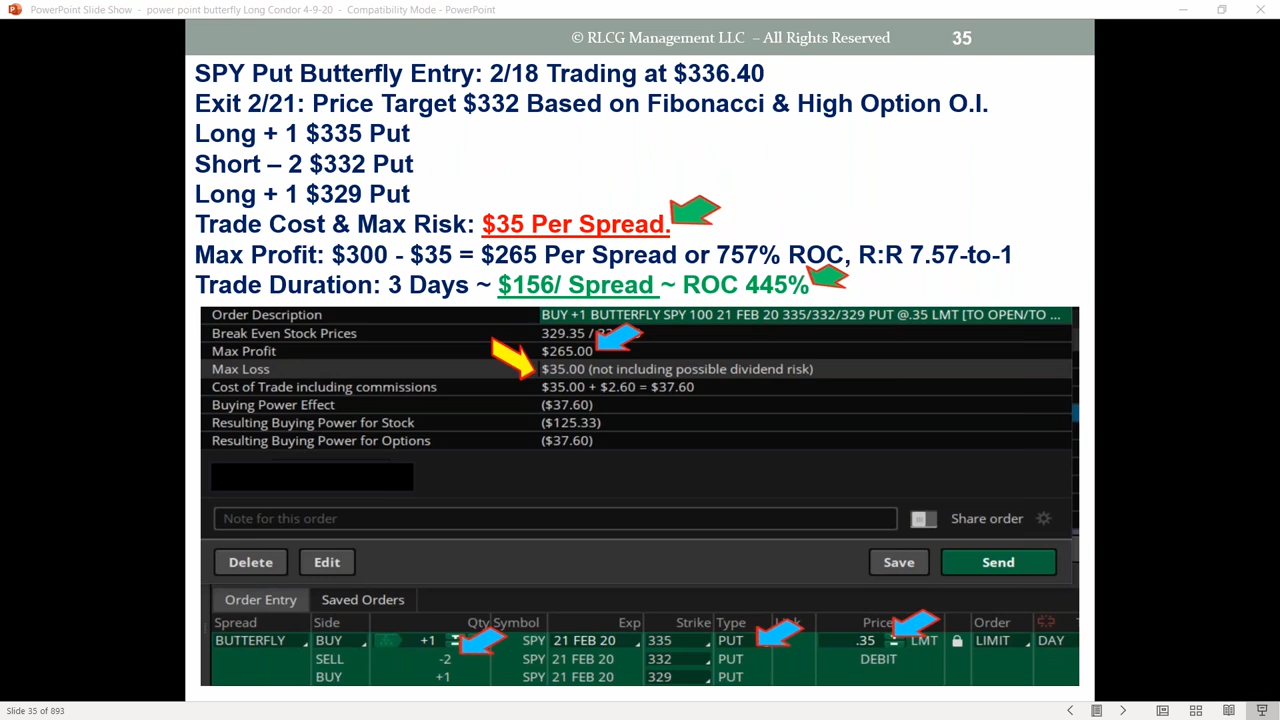 PowerPoint Slide Show - power point butterfly Long Condor 4-9-20 - Compatibility Mode - PowerPoint
© RLCG Management LLC – All Rights Reserved 35
SPY Put Butterfly Entry: 2/18 Trading at $336.40
Exit 2/21: Price Target $332 Based on Fibonacci & High Option O.I.
Long + 1 $335 Put
Short – 2 $332 Put
Long + 1 $329 Put
Trade Cost & Max Risk: $35 Per Spread.
Max Profit: $300 - $35 = $265 Per Spread or 757% ROC, R:R 7.57-to-1
Trade Duration: 3 Days ~ $156/ Spread ~ ROC 445%
Order Description BUY +1 BUTTERFLY SPY 100 21 FEB 20 335/332/329 PUT @.35 LMT [TO OPEN/TO ...
Break Even Stock Prices 329.35 /
Max Profit $265.00
Max Loss $35.00 (not including possible dividend risk)
Cost of Trade including commissions $35.00 + $2.60 = $37.60
Buying Power Effect ($37.60)
Resulting Buying Power for Stock ($125.33)
Resulting Buying Power for Options ($37.60)
Note for this order Share order
Delete Edit Save Send
Order Entry Saved Orders
Spread Side Qty Symbol Exp Strike Type Price Order
BUTTERFLY BUY +1 SPY 21 FEB 20 335 PUT .35 LMT LIMIT DAY
SELL -2 SPY 21 FEB 20 332 PUT DEBIT
BUY +1 SPY 21 FEB 20 329 PUT
Slide 35 of 893